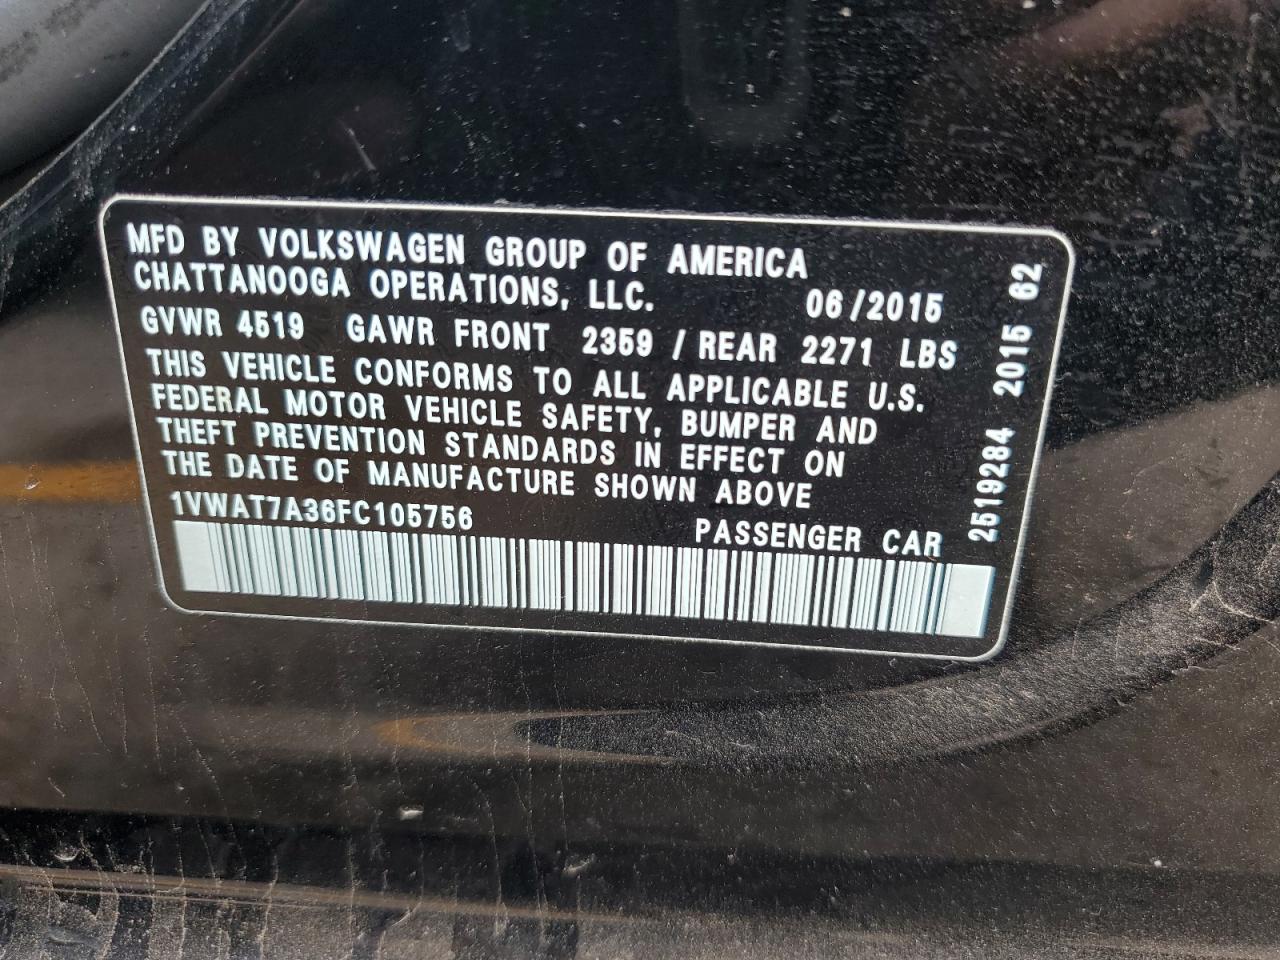 MFD BY VOLKSWAGEN GROUP OF AMERICA
CHATTANOOGA OPERATIONS, LLC. 06/2015
GVWR 4519 GAWR FRONT 2359 / REAR 2271 LBS
THIS VEHICLE CONFORMS TO ALL APPLICABLE U.S.
FEDERAL MOTOR VEHICLE SAFETY, BUMPER AND
THEFT PREVENTION STANDARDS IN EFFECT ON
THE DATE OF MANUFACTURE SHOWN ABOVE
1VWAT7A36FC105756 PASSENGER CAR
2519284 2015 62